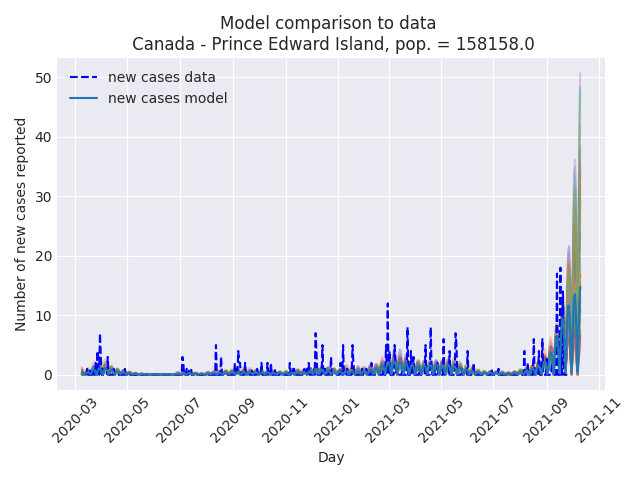 Model comparison to data
Canada - Prince Edward Island, pop. = 158158.0
new cases data
new cases model
Number of new cases reported
50
40
30
20
10
0
2020-03
2020-05
2020-07
2020-09
2020-11
2021-01
2021-03
2021-05
2021-07
2021-09
2021-11
Day